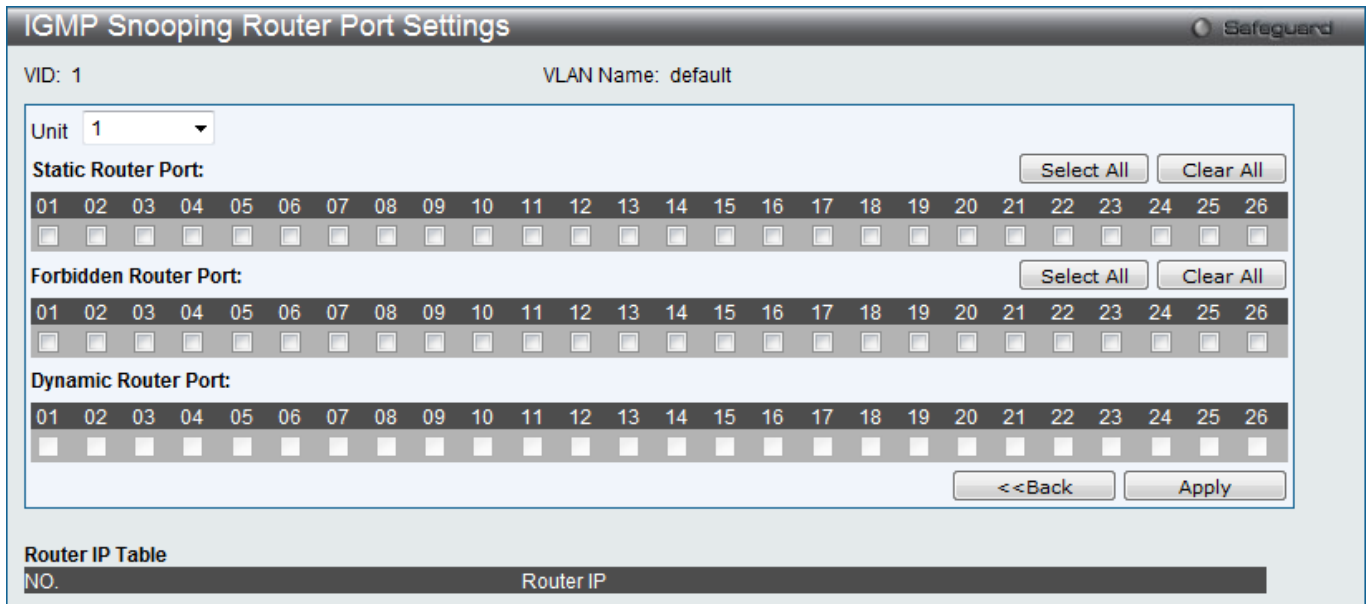 IGMP Snooping Router Port Settings Safeguard
VID: 1 VLAN Name: default
Unit 1
Static Router Port: Select All Clear All
01 02 03 04 05 06 07 08 09 10 11 12 13 14 15 16 17 18 19 20 21 22 23 24 25 26
Forbidden Router Port: Select All Clear All
01 02 03 04 05 06 07 08 09 10 11 12 13 14 15 16 17 18 19 20 21 22 23 24 25 26
Dynamic Router Port:
01 02 03 04 05 06 07 08 09 10 11 12 13 14 15 16 17 18 19 20 21 22 23 24 25 26
<<Back Apply
Router IP Table
NO. Router IP